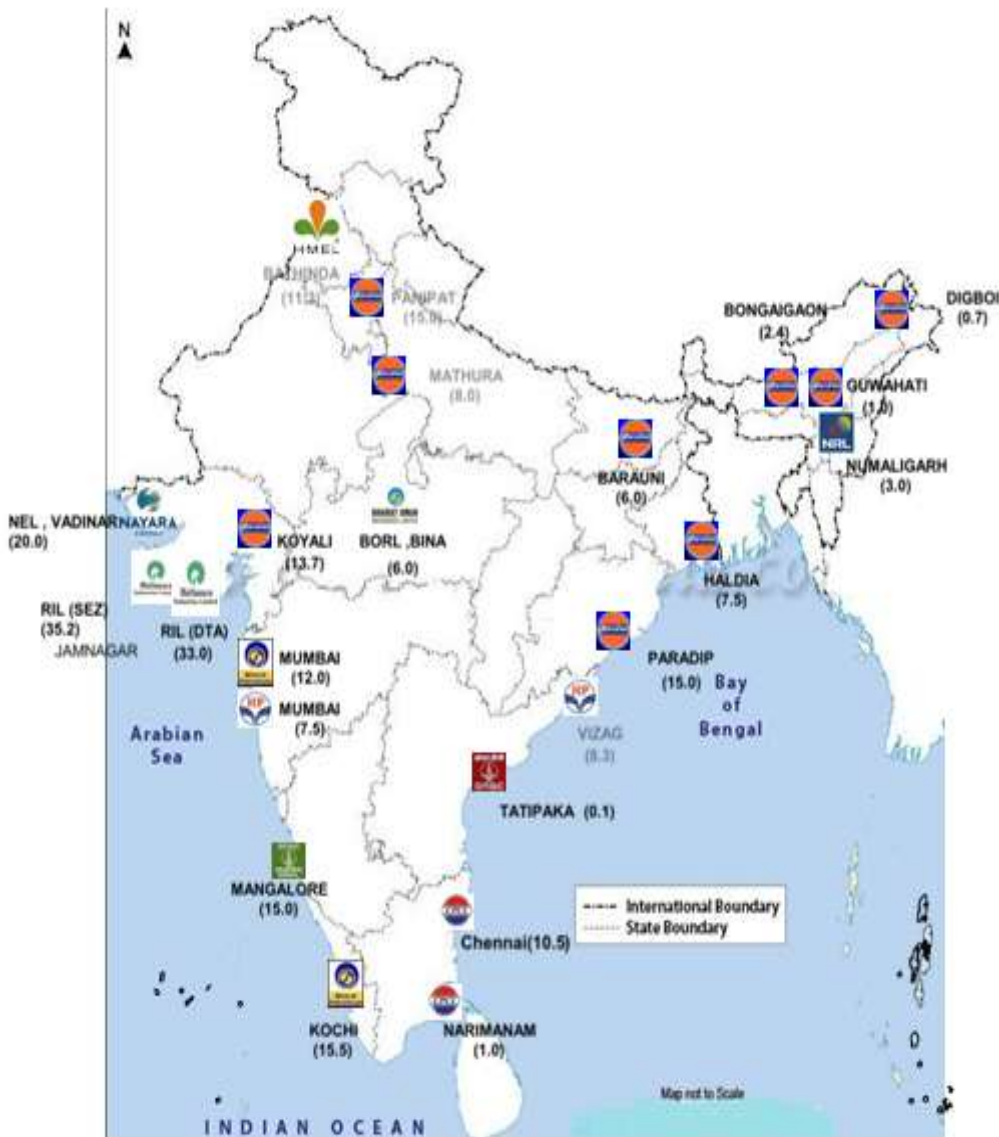 N
HMEL
BATHINDA
(11.3)
PANIPAT
(15.0)
BONGAIGAON
(2.4)
DIGBOI
(0.7)
MATHURA
(8.0)
GUWAHATI
(1.0)
NRL
NUMALIGARH
(3.0)
BARAUNI
(6.0)
NEL , VADINAR
(20.0)
NAYARA
KOYALI
(13.7)
BORL ,BINA
(6.0)
HALDIA
(7.5)
Reliance
Reliance
RIL (SEZ)
(35.2)
JAMNAGAR
RIL (DTA)
(33.0)
MUMBAI
(12.0)
HP
MUMBAI
(7.5)
PARADIP
(15.0)
Bay
of
Bengal
HP
VIZAG
(8.3)
Arabian
Sea
TATIPAKA (0.1)
MANGALORE
(15.0)
International Boundary
State Boundary
Chennai(10.5)
KOCHI
(15.5)
NARIMANAM
(1.0)
Map not to Scale
INDIAN OCEAN